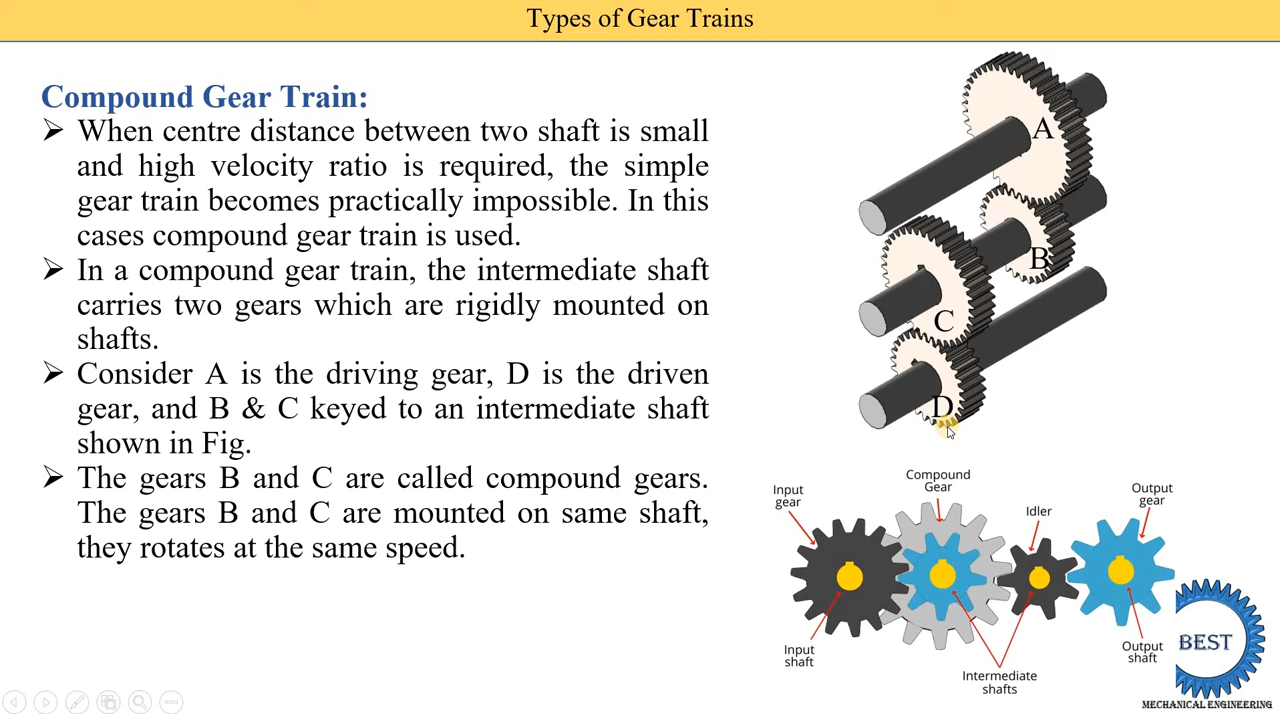 Types of Gear Trains
Compound Gear Train:
➢ When centre distance between two shaft is small
and high velocity ratio is required, the simple
gear train becomes practically impossible. In this
cases compound gear train is used.
➢ In a compound gear train, the intermediate shaft
carries two gears which are rigidly mounted on
shafts.
➢ Consider A is the driving gear, D is the driven
gear, and B & C keyed to an intermediate shaft
shown in Fig.
➢ The gears B and C are called compound gears.
The gears B and C are mounted on same shaft,
they rotates at the same speed.
A
B
C
D
Compound
Gear
Input
gear
Idler
Output
gear
Input
shaft
Intermediate
shafts
Output
shaft
BEST
MECHANICAL ENGINEERING